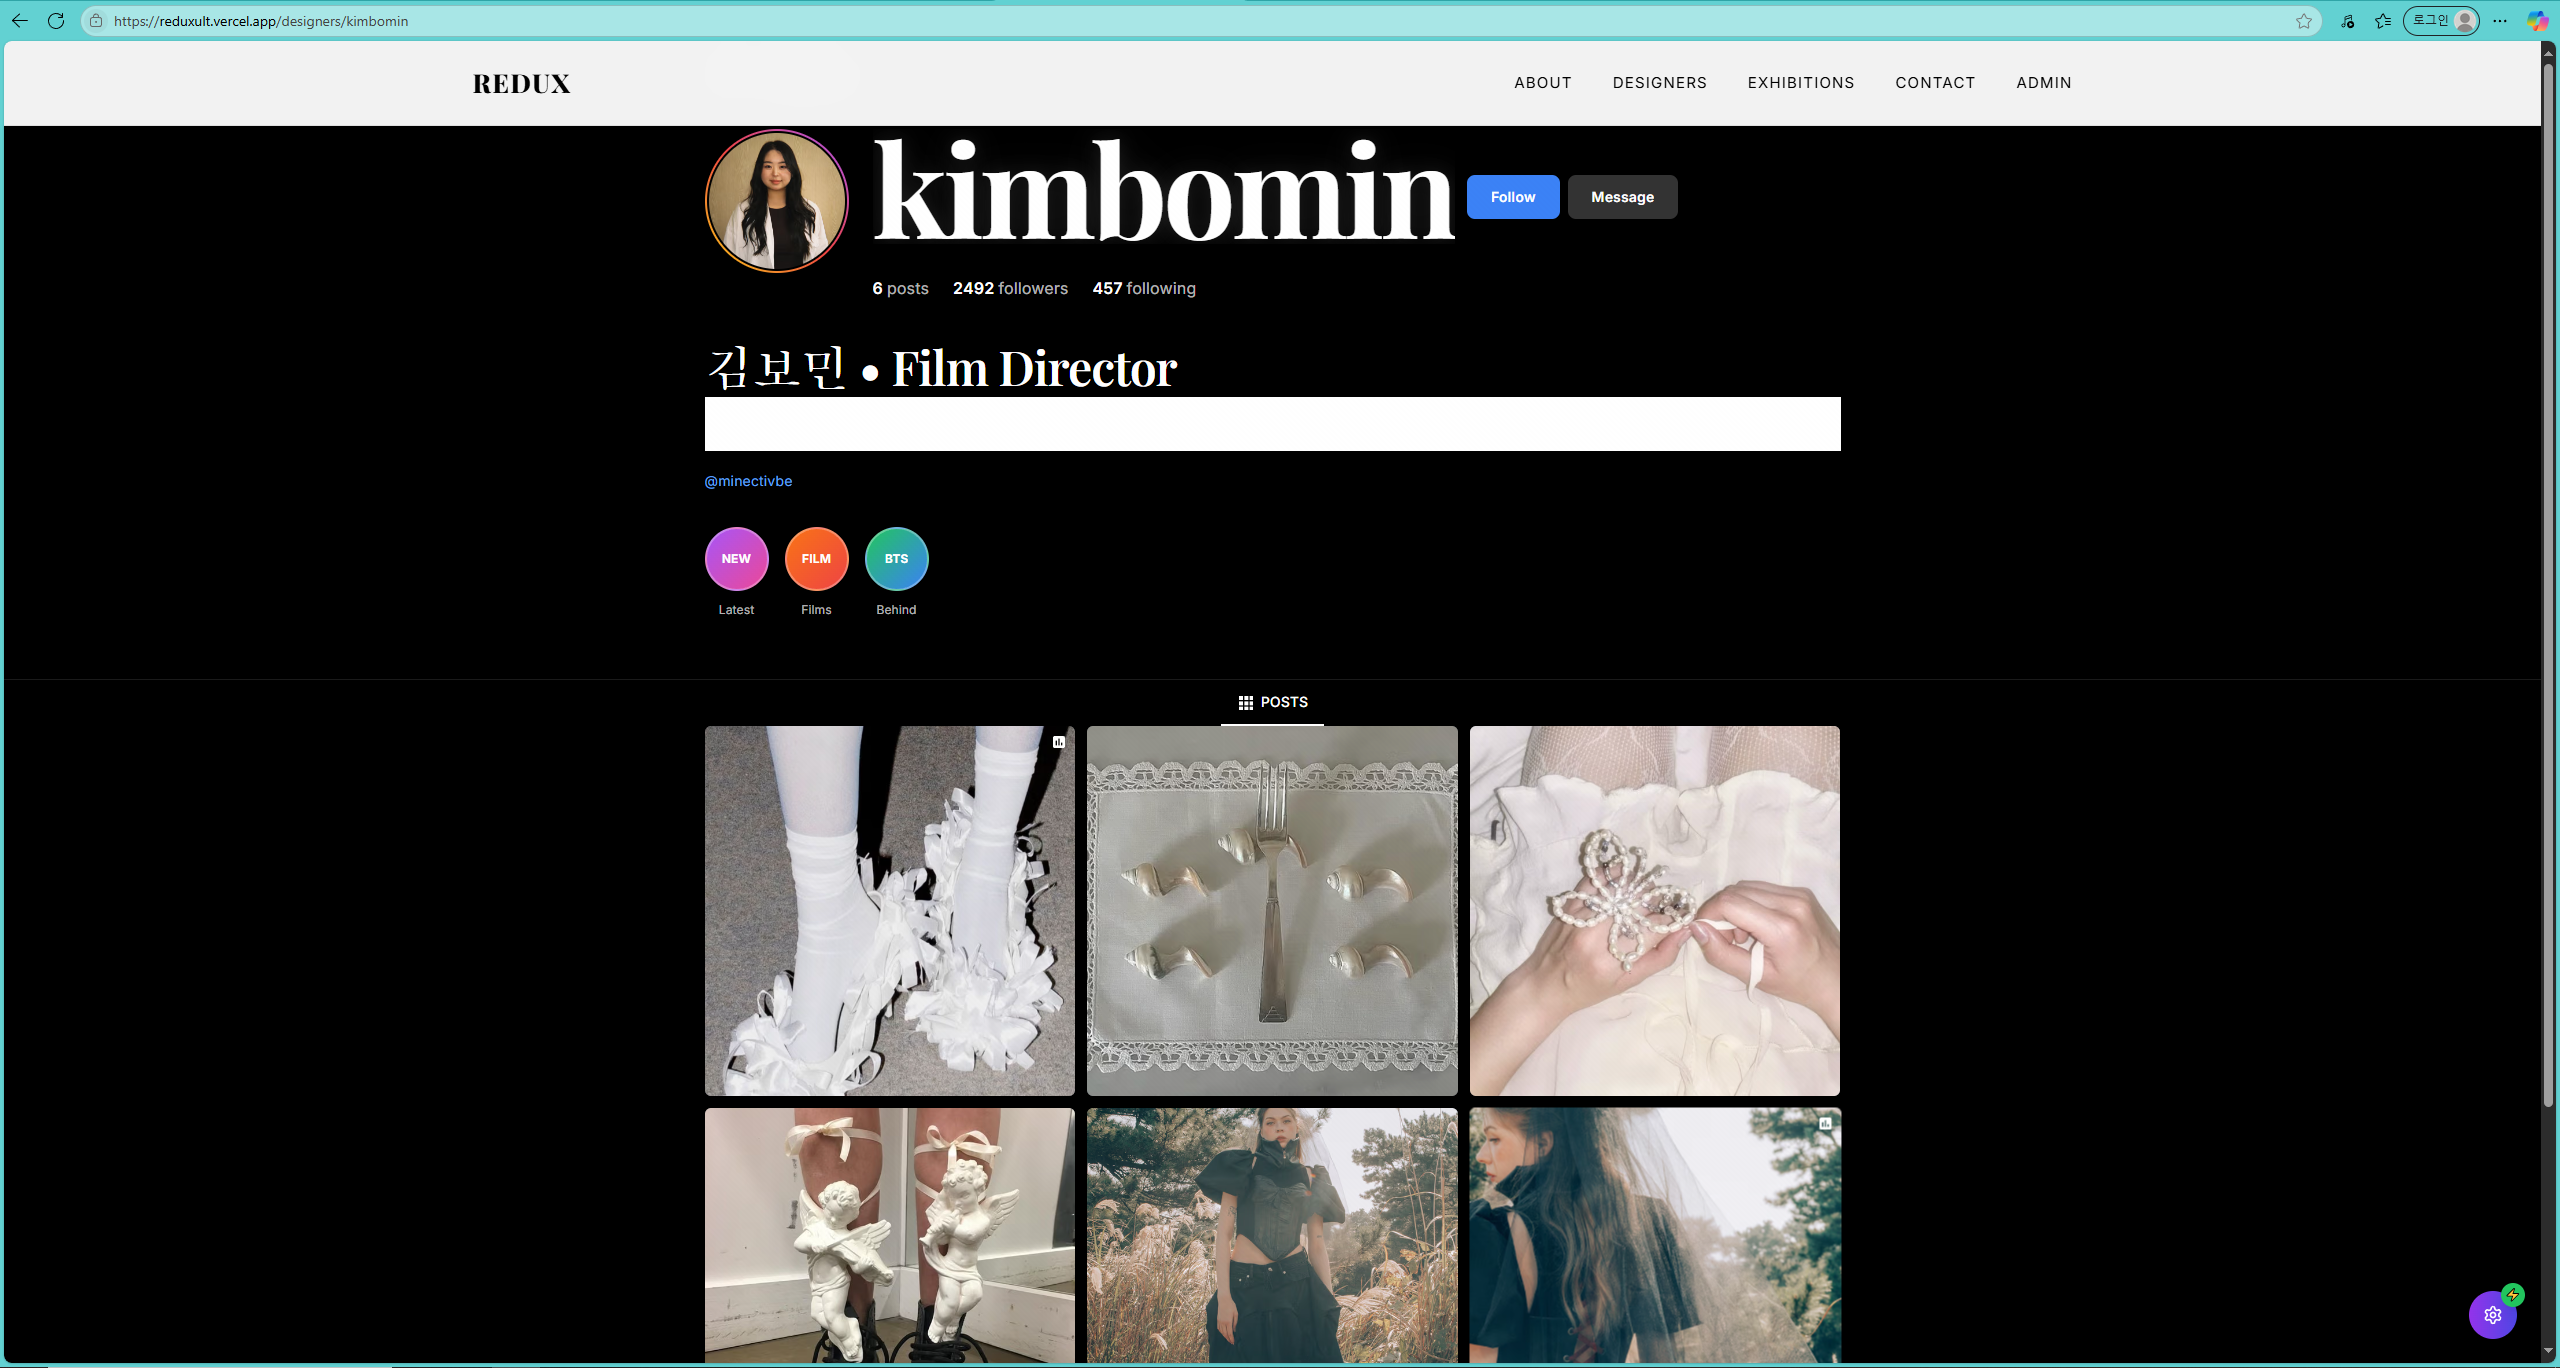 https://reduxult.vercel.app/designers/kimbomin
로그인
REDUX
ABOUT
DESIGNERS
EXHIBITIONS
CONTACT
ADMIN
kimbomin
Follow
Message
6 posts
2492 followers
457 following
김보민 • Film Director
@minectivbe
NEW
FILM
BTS
Latest
Films
Behind
POSTS